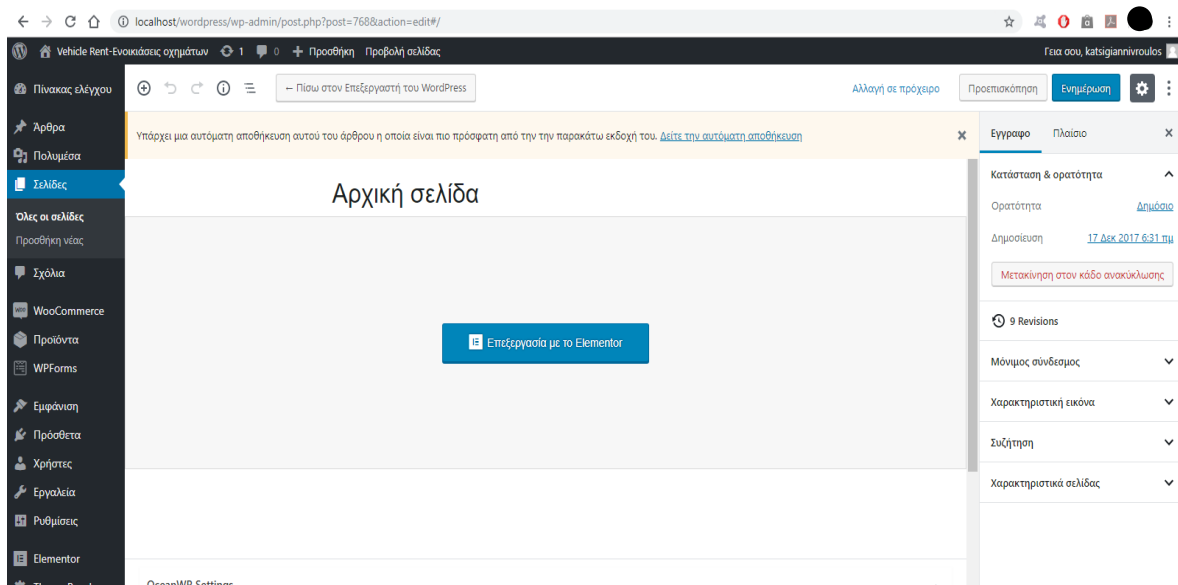 localhost/wordpress/wp-admin/post.php?post=768&action=edit#/
Vehicle Rent-Ενοικιάσεις οχημάτων 1 0 Προσθήκη Προβολή σελίδας Γεια σου, katsigiannivroulos
Πίνακας ελέγχου
Άρθρα
Πολυμέσα
Σελίδες
Όλες οι σελίδες
Προσθήκη νέας
Σχόλια
WooCommerce
Προϊόντα
WPForms
Εμφάνιση
Πρόσθετα
Χρήστες
Εργαλεία
Ρυθμίσεις
Elementor
← Πίσω στον Επεξεργαστή του WordPress
Αλλαγή σε πρόχειρο Προεπισκόπηση Ενημέρωση
Υπάρχει μια αυτόματη αποθήκευση αυτού του άρθρου η οποία είναι πιο πρόσφατη από την την παρακάτω εκδοχή του. Δείτε την αυτόματη αποθήκευση
Αρχική σελίδα
Επεξεργασία με το Elementor
OceanWP Settings
Εγγραφο Πλαίσιο
Κατάσταση & ορατότητα
Ορατότητα Δημόσιο
Δημοσίευση 17 Δεκ 2017 6:31 πμ
Μετακίνηση στον κάδο ανακύκλωσης
9 Revisions
Μόνιμος σύνδεσμος
Χαρακτηριστική εικόνα
Συζήτηση
Χαρακτηριστικά σελίδας